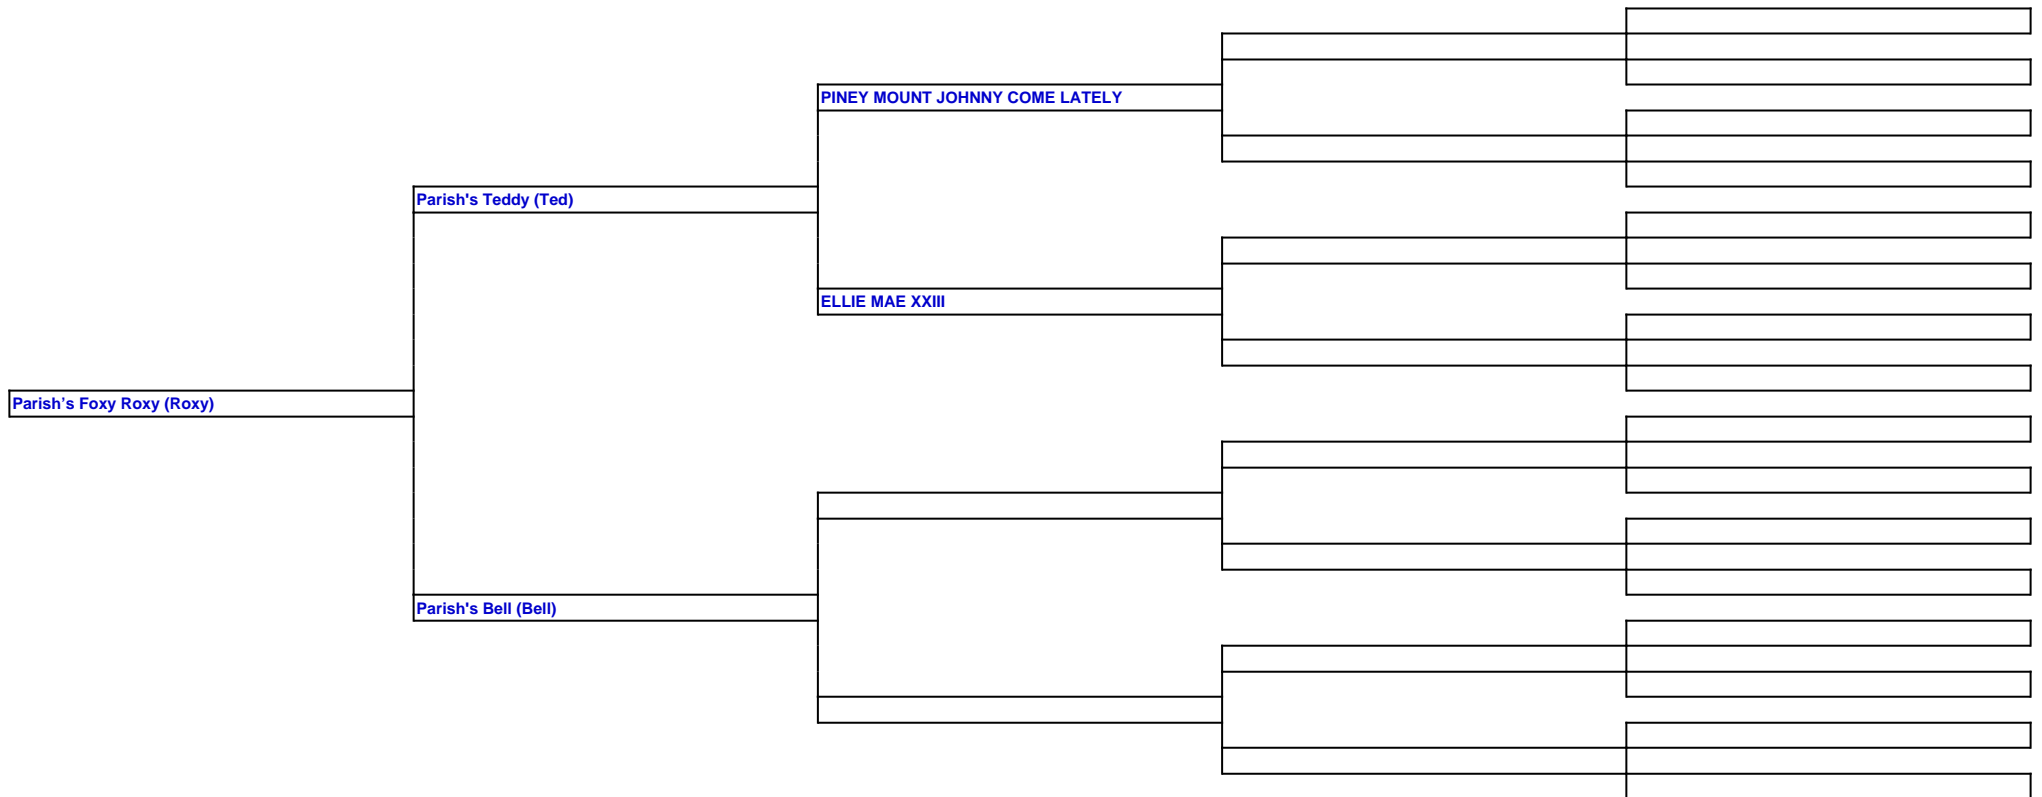 PINEY MOUNT JOHNNY COME LATELY
Parish's Teddy (Ted)
ELLIE MAE XXIII
Parish’s Foxy Roxy (Roxy)
Parish's Bell (Bell)